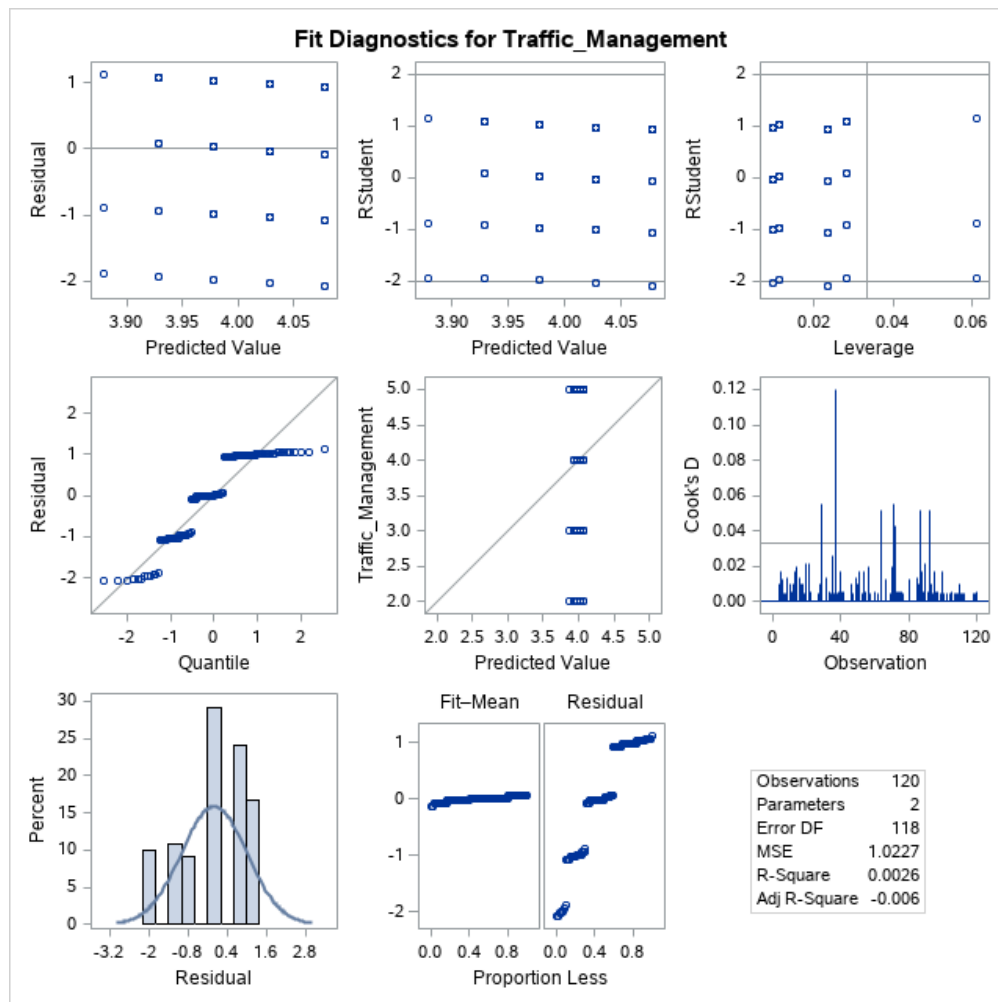 Fit Diagnostics for Traffic_Management
1
0
-1
-2
Residual
3.90 3.95 4.00 4.05
Predicted Value
2
1
0
-1
-2
RStudent
3.90 3.95 4.00 4.05
Predicted Value
2
1
0
-1
-2
RStudent
0.02 0.04 0.06
Leverage
2
1
0
-1
-2
Residual
-2 -1 0 1 2
Quantile
5.0
4.5
4.0
3.5
3.0
2.5
2.0
Traffic_Management
2.0 2.5 3.0 3.5 4.0 4.5 5.0
Predicted Value
0.12
0.10
0.08
0.06
0.04
0.02
0.00
Cook's D
0 40 80 120
Observation
30
25
20
15
10
5
0
Percent
-3.2 -2 -0.8 0.4 1.6 2.8
Residual
Fit–Mean Residual
1
0
-1
-2
0.0 0.4 0.8 0.0 0.4 0.8
Proportion Less
Observations 120
Parameters 2
Error DF 118
MSE 1.0227
R-Square 0.0026
Adj R-Square -0.006